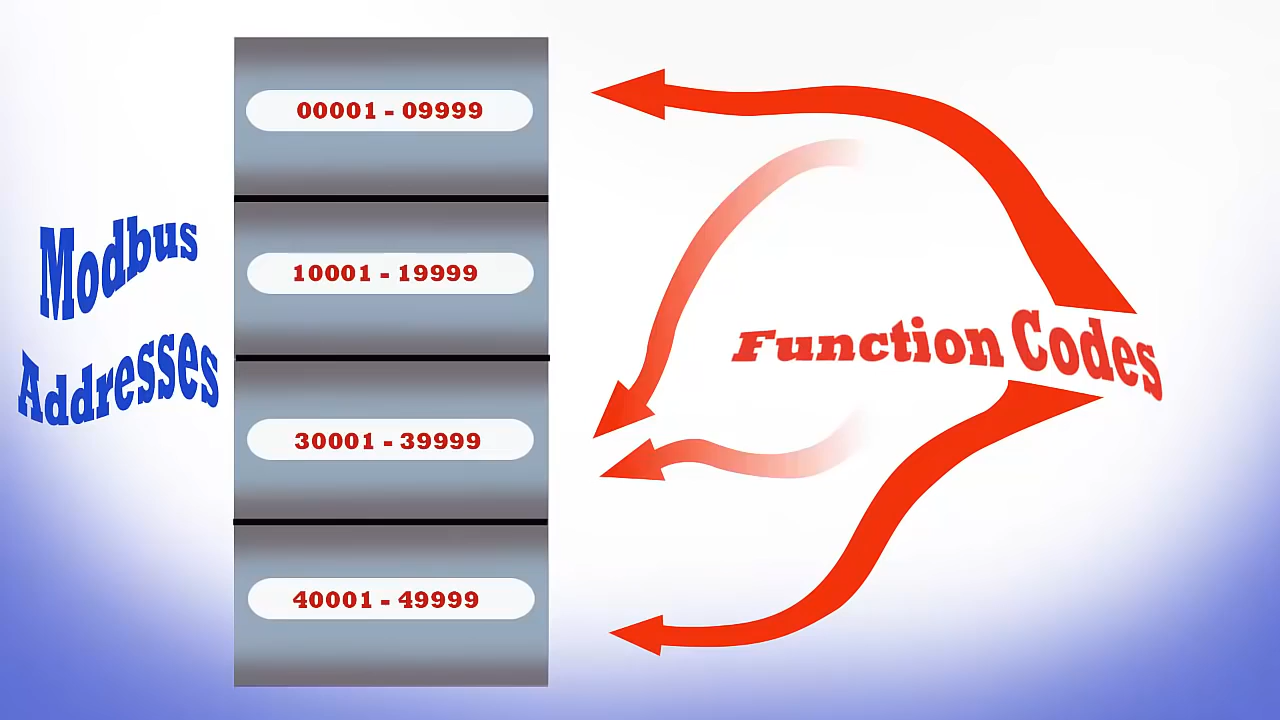 00001 - 09999
10001 - 19999
30001 - 39999
40001 - 49999
Modbus
Addresses
Function Codes